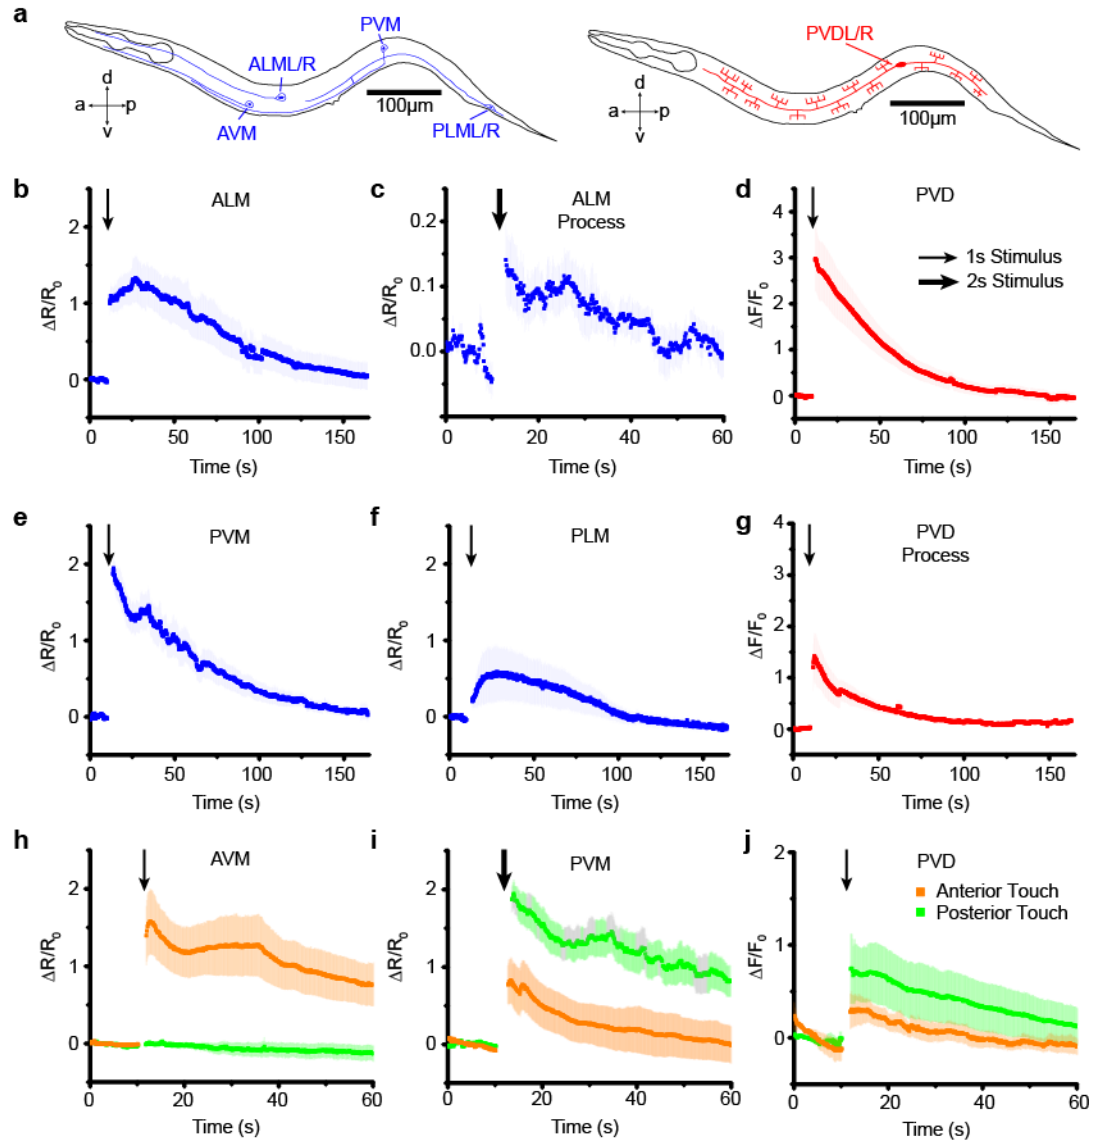 a
PVM
ALML/R
AVM
PLML/R
100µm
d
a
p
v
PVDL/R
100µm
d
a
p
v
b
ALM
2
1
0
ΔR/R0
0
50
100
150
Time (s)
c
ALM
Process
0.2
0.1
0.0
ΔR/R0
0
20
40
60
Time (s)
d
PVD
1s Stimulus
2s Stimulus
4
3
2
1
0
ΔF/F0
0
50
100
150
Time (s)
e
PVM
2
1
0
ΔR/R0
0
50
100
150
Time (s)
f
PLM
2
1
0
ΔR/R0
0
50
100
150
Time (s)
g
PVD
Process
4
3
2
1
0
ΔF/F0
0
50
100
150
Time (s)
h
AVM
2
1
0
ΔR/R0
0
20
40
60
Time (s)
i
PVM
2
1
0
ΔR/R0
0
20
40
60
Time (s)
j
PVD
Anterior Touch
Posterior Touch
2
1
0
ΔF/F0
0
20
40
60
Time (s)